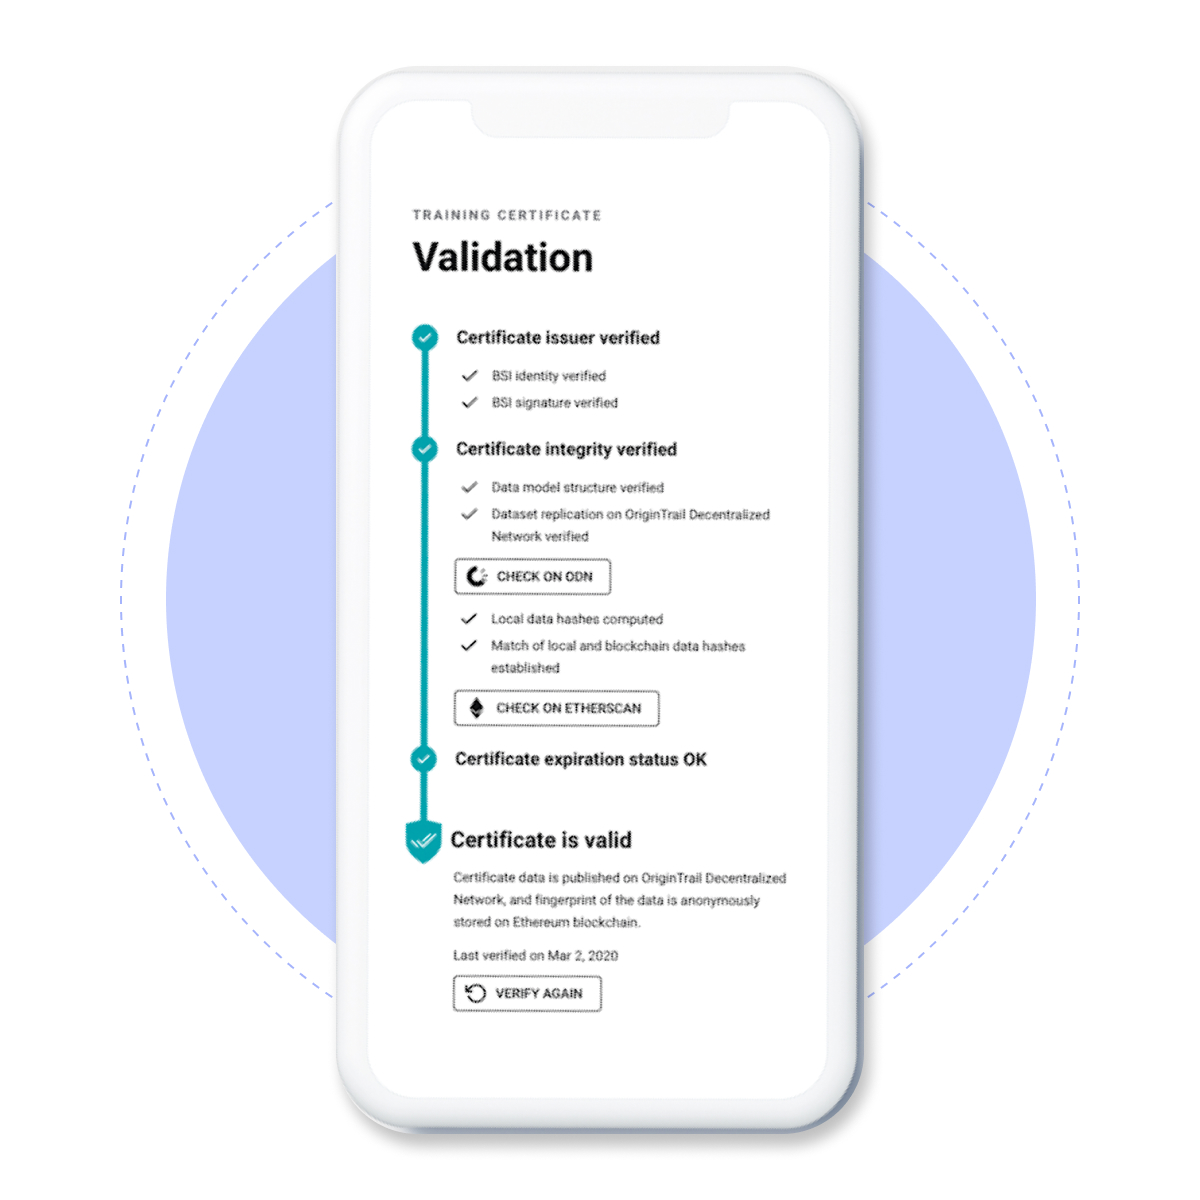 TRAINING CERTIFICATE
Validation
Certificate issuer verified
BSI identity verified
BSI signature verified
Certificate integrity verified
Data model structure verified
Dataset replication on OriginTrail Decentralized
Network verified
CHECK ON ODN
Local data hashes computed
Match of local and blockchain data hashes
established
CHECK ON ETHERSCAN
Certificate expiration status OK
Certificate is valid
Certificate data is published on OriginTrail Decentralized
Network, and fingerprint of the data is anonymously
stored on Ethereum blockchain.
Last verified on Mar 2, 2020
VERIFY AGAIN